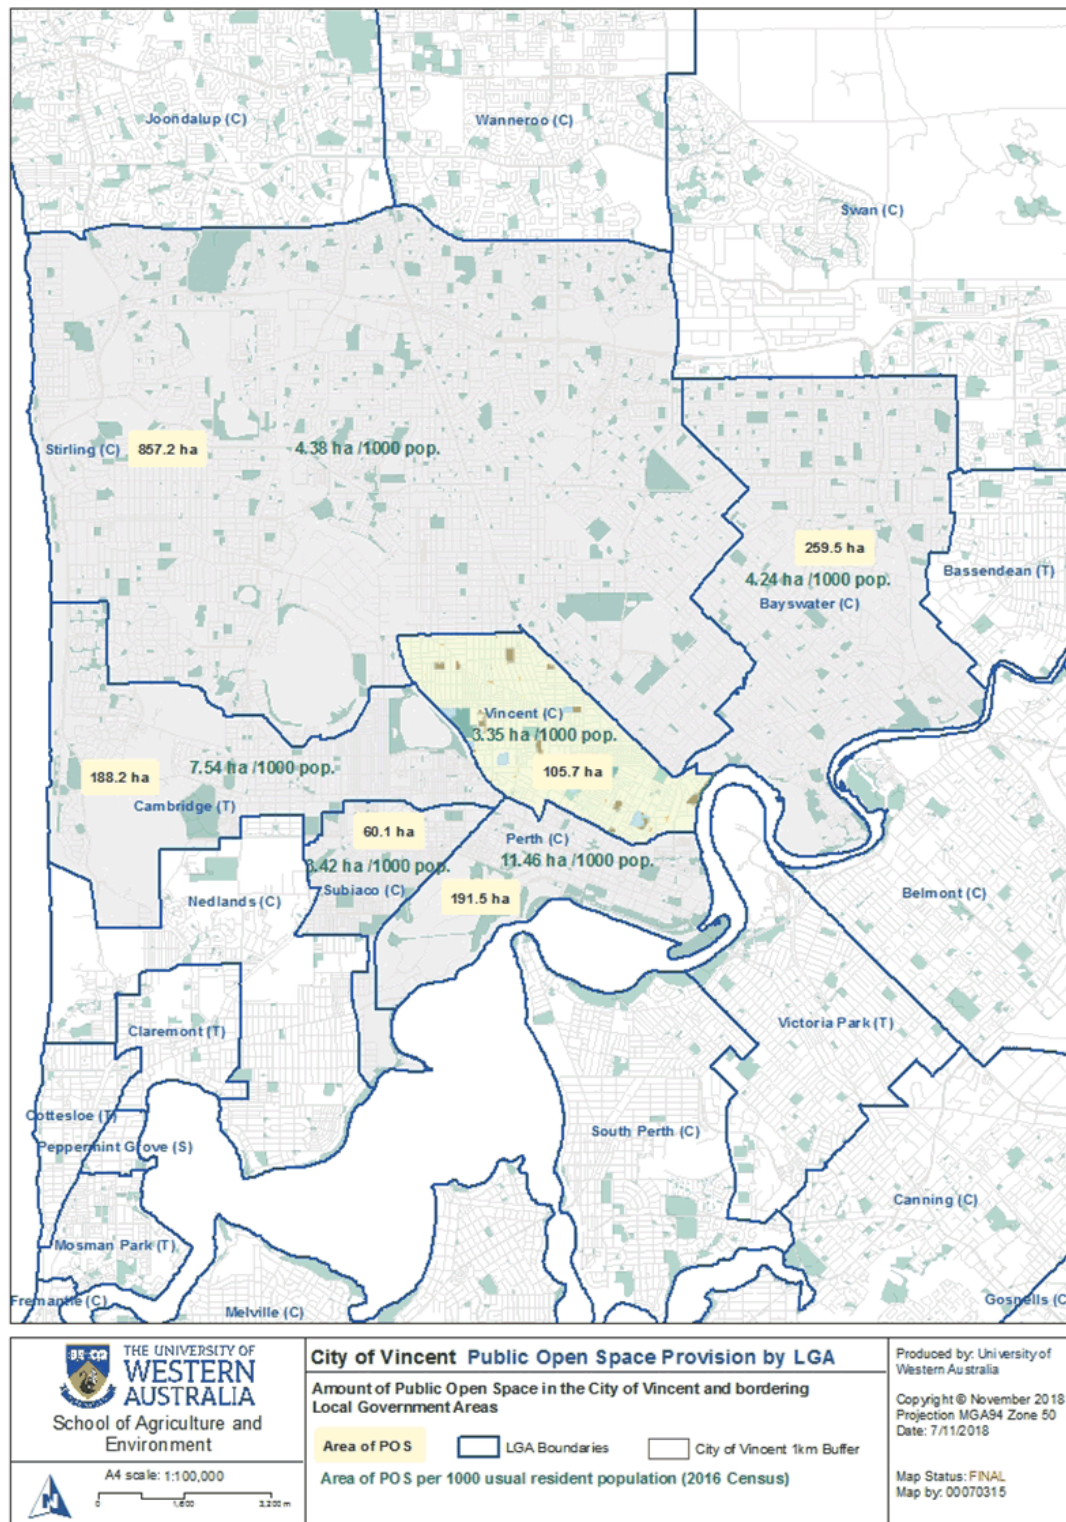 Joondalup (C)
Wanneroo (C)
Swan (C)
Stirling (C)
857.2 ha
4.38 ha /1000 pop.
259.5 ha
4.24 ha /1000 pop.
Bayswater (C)
Bassendean (T)
Vincent (C)
3.35 ha /1000 pop.
105.7 ha
188.2 ha
7.54 ha /1000 pop.
Cambridge (T)
60.1 ha
3.42 ha /1000 pop.
Subiaco (C)
Perth (C)
11.46 ha /1000 pop.
191.5 ha
Nedlands (C)
Belmont (C)
Claremont (T)
Victoria Park (T)
Cottesloe (T)
Peppermint Grove (S)
South Perth (C)
Canning (C)
Mosman Park (T)
Fremantle (C)
Melville (C)
Gosnells (C
THE UNIVERSITY OF
WESTERN
AUSTRALIA
School of Agriculture and
Environment
A4 scale: 1:100,000
0 1,600 3,200 m
N
City of Vincent Public Open Space Provision by LGA
Amount of Public Open Space in the City of Vincent and bordering
Local Government Areas
Area of POS
LGA Boundaries
City of Vincent 1km Buffer
Area of POS per 1000 usual resident population (2016 Census)
Produced by: University of
Western Australia
Copyright © November 2018
Projection MGA94 Zone 50
Date: 7/11/2018
Map Status: FINAL
Map by: 00070315